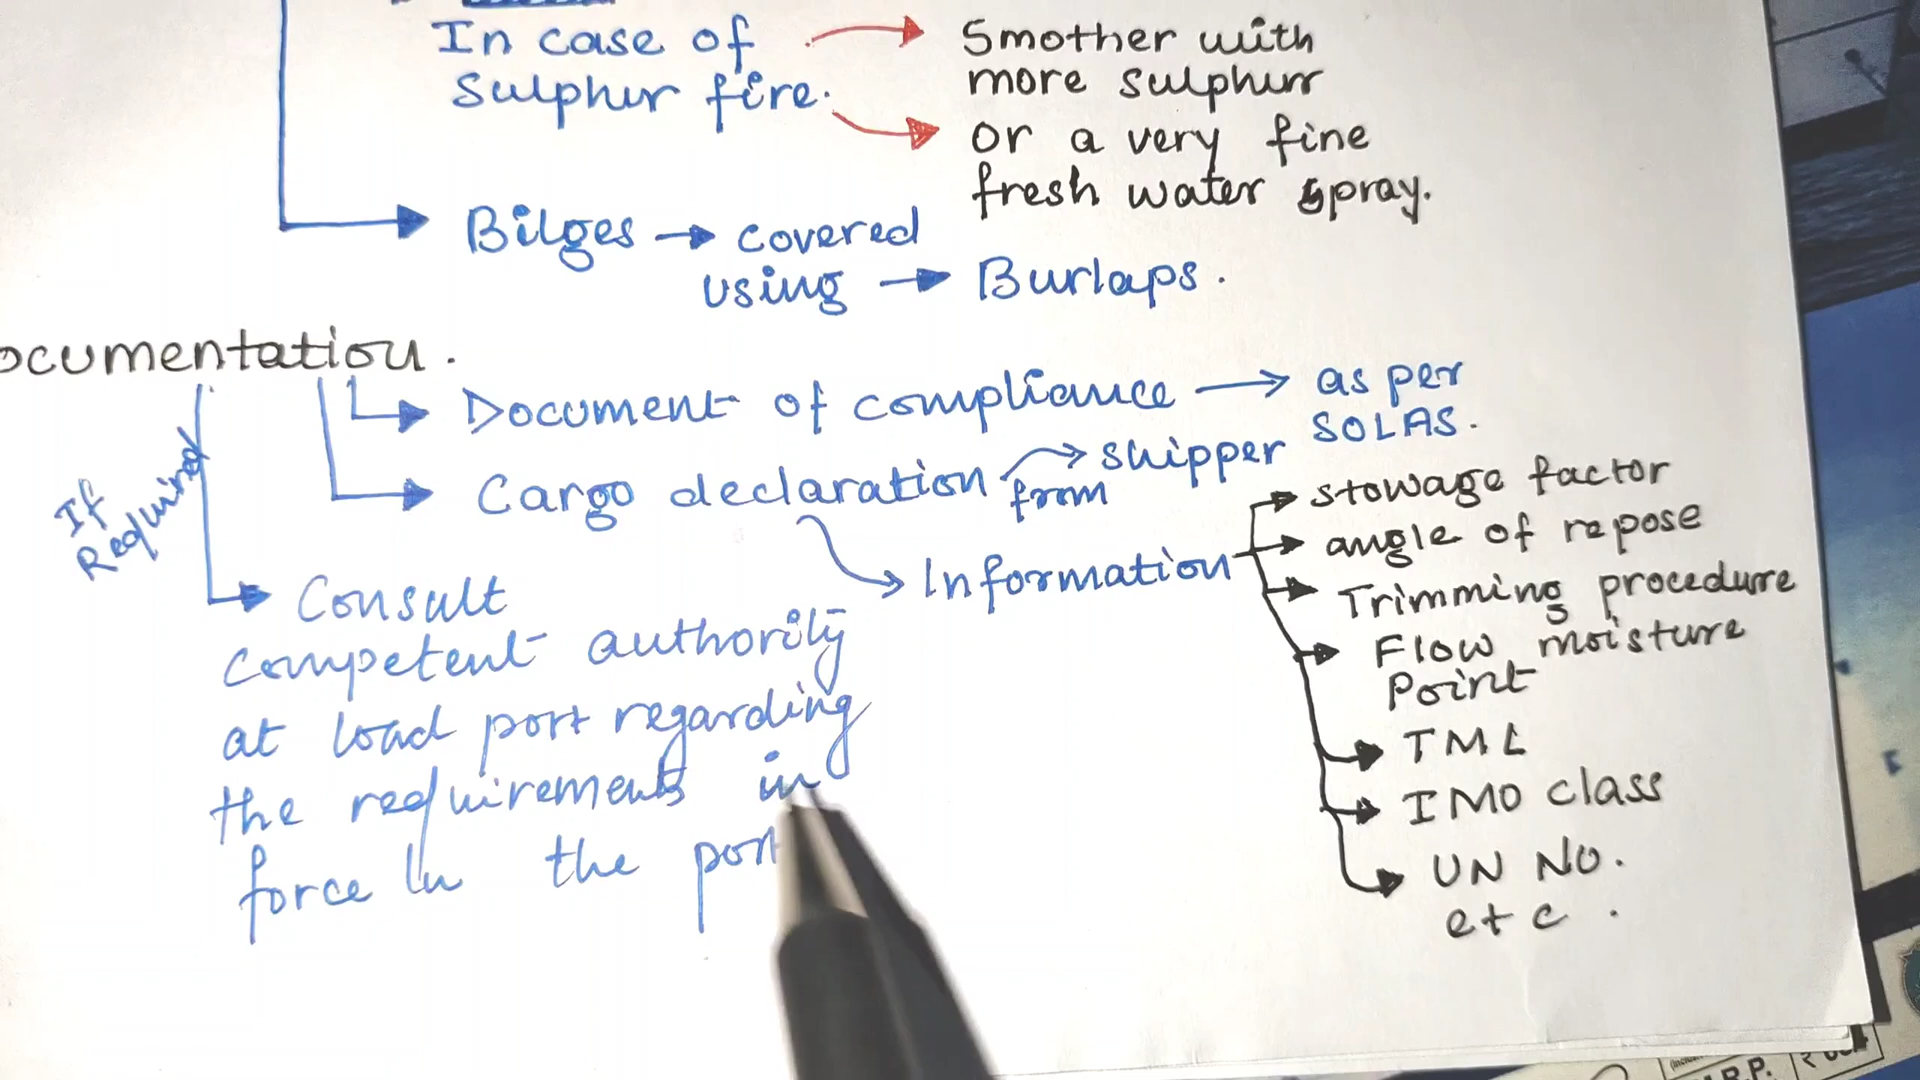 In case of
Sulphur fire.
Smother with
more sulphur
or a very fine
fresh water spray.
Bilges → covered
using → Burlaps.
ocumentation.
Document of compliance → as per
SOLAS.
Cargo declaration from → shipper
If
Required
Information
stowage factor
angle of repose
Trimming procedure
Flow moisture
Point
TML
IMO class
UN NO.
etc.
Consult
competent authority
at load port regarding
the requirements in
force in the port